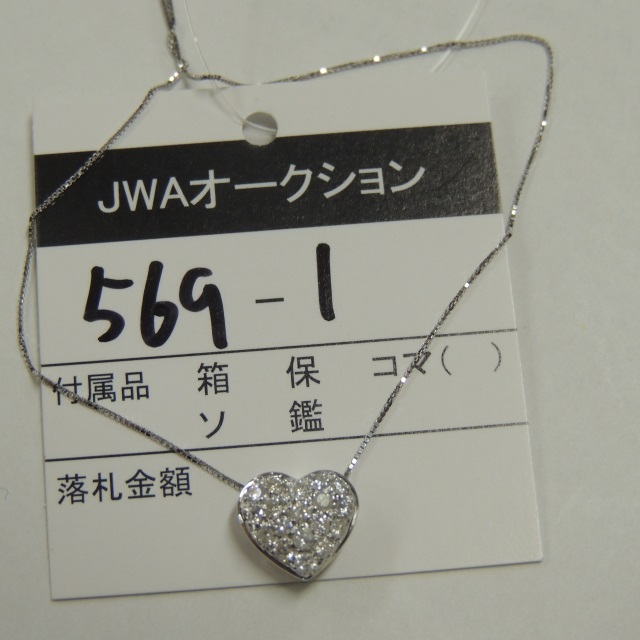 JWAオークション
569-1
付属品 箱 保 コマ( )
ソ 鑑
落札金額